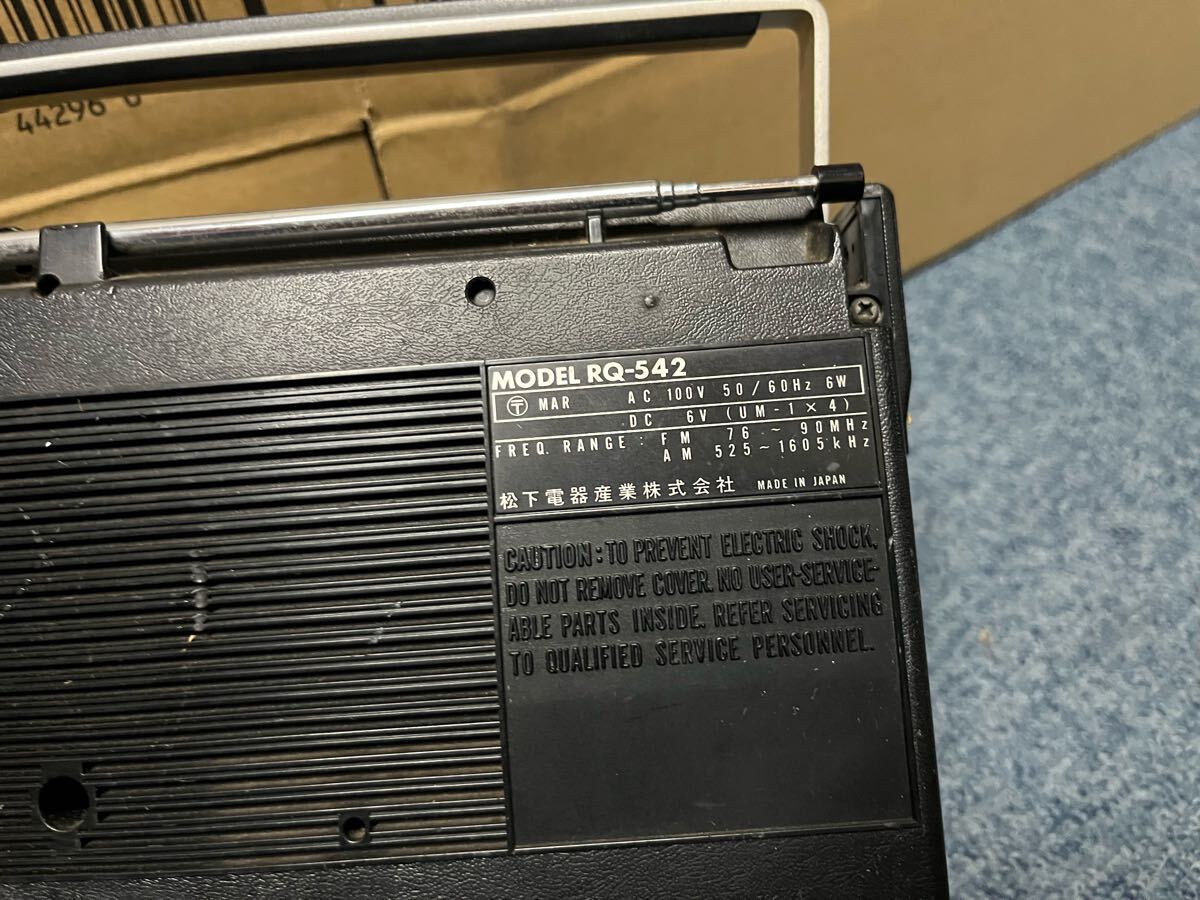 44296 0
MODEL RQ-542
〒 MAR AC 100V 50/60Hz 6W
DC 6V (UM-1×4)
FREQ. RANGE: FM 76~90MHz
AM 525~1605kHz
松下電器産業株式会社 MADE IN JAPAN
CAUTION: TO PREVENT ELECTRIC SHOCK,
DO NOT REMOVE COVER. NO USER-SERVICE-
ABLE PARTS INSIDE. REFER SERVICING
TO QUALIFIED SERVICE PERSONNEL.